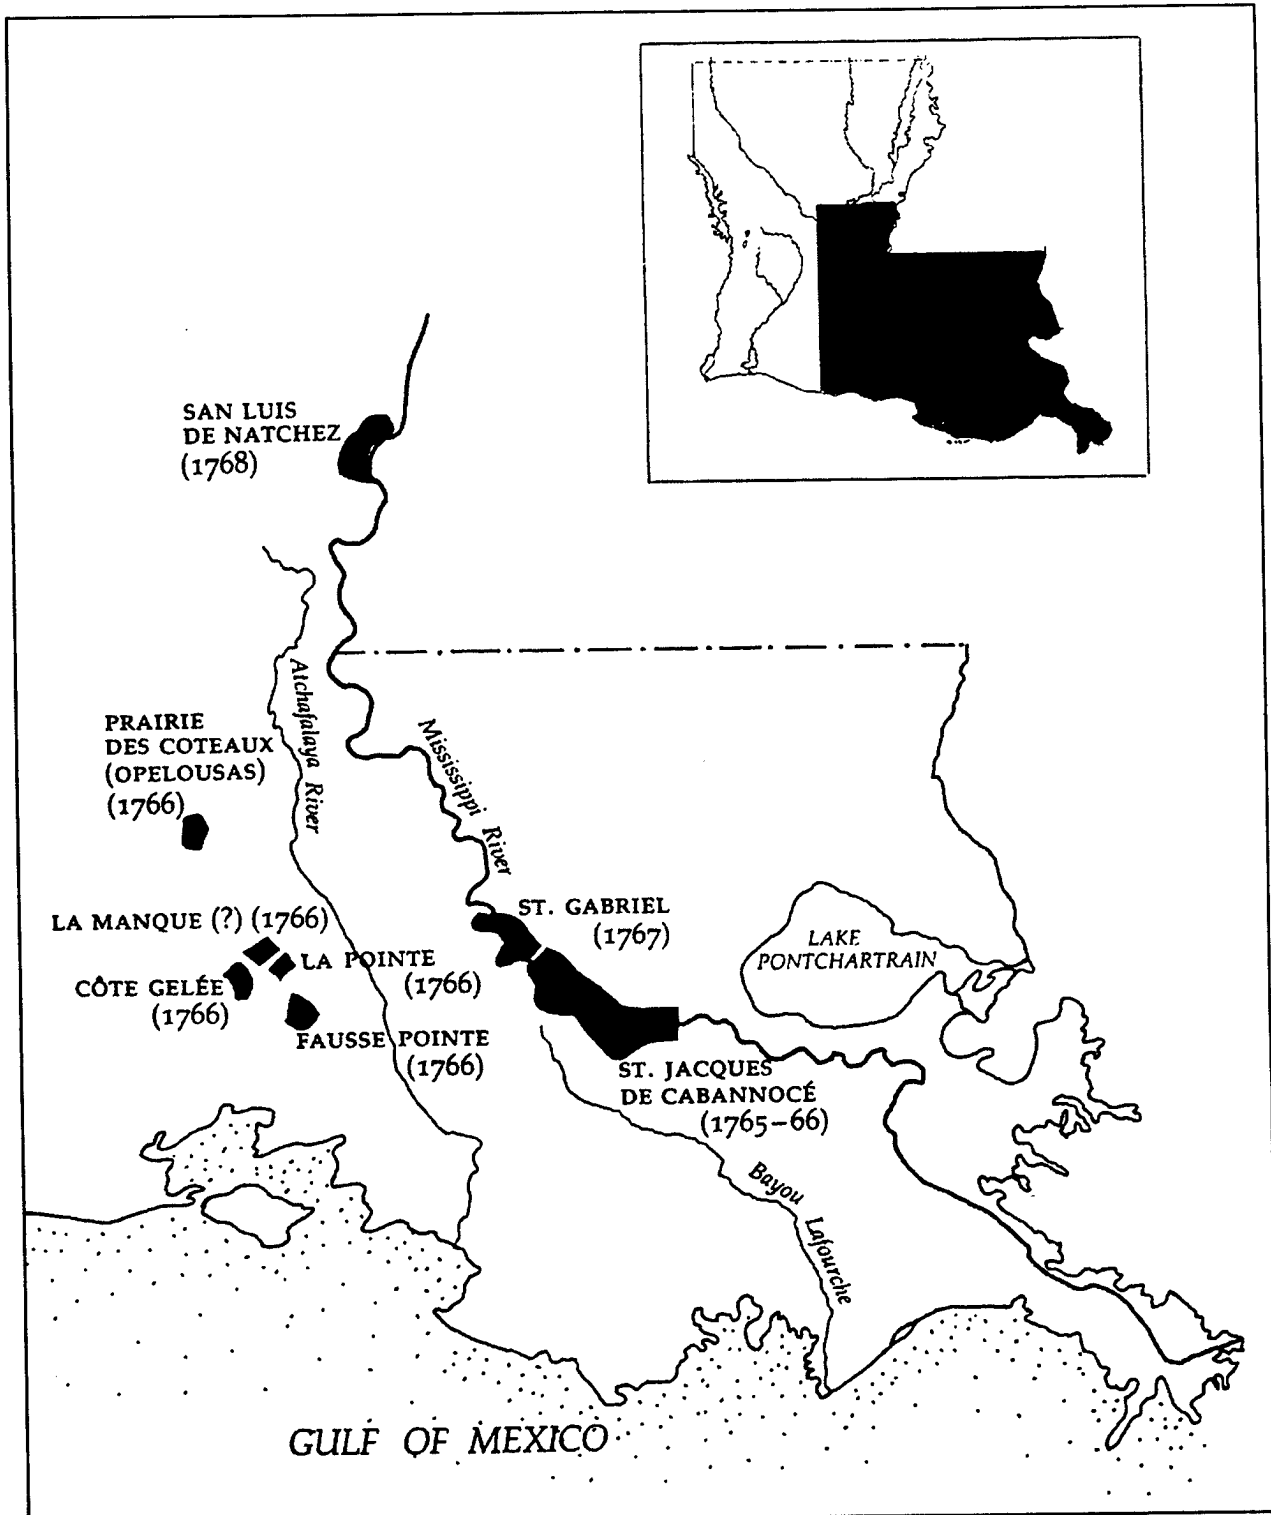 SAN LUIS
DE NATCHEZ
(1768)
Atchafalaya River
PRAIRIE
DES COTEAUX
(OPELOUSAS)
(1766)
Mississippi River
LA MANQUE (?) (1766)
ST. GABRIEL
(1767)
LA POINTE
(1766)
CÔTE GELÉE
(1766)
FAUSSE POINTE
(1766)
LAKE
PONTCHARTRAIN
ST. JACQUES
DE CABANNOCÉ
(1765–66)
Bayou Lafourche
GULF OF MEXICO